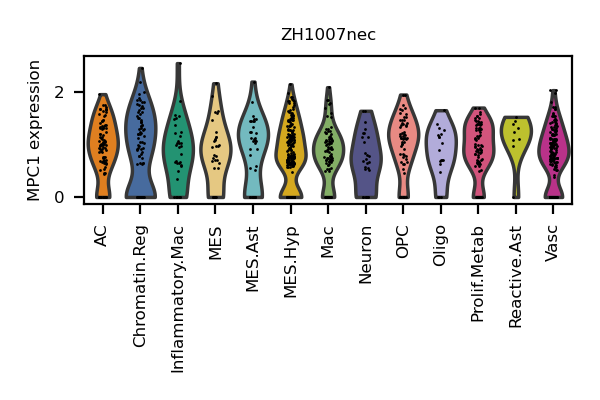 ZH1007nec
MPC1 expression
2
0
AC
Chromatin.Reg
Inflammatory.Mac
MES
MES.Ast
MES.Hyp
Mac
Neuron
OPC
Oligo
Prolif.Metab
Reactive.Ast
Vasc